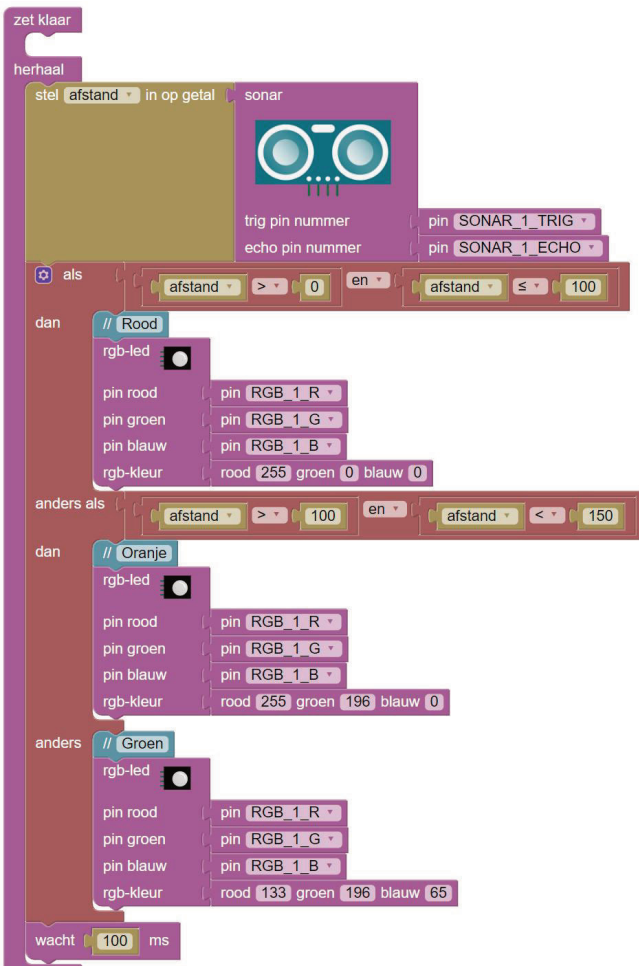 zet klaar
herhaal
stel afstand in op getal sonar
trig pin nummer pin SONAR_1_TRIG
echo pin nummer pin SONAR_1_ECHO
als afstand > 0 en afstand ≤ 100
dan // Rood
rgb-led
pin rood pin RGB_1_R
pin groen pin RGB_1_G
pin blauw pin RGB_1_B
rgb-kleur rood 255 groen 0 blauw 0
anders als afstand > 100 en afstand < 150
dan // Oranje
rgb-led
pin rood pin RGB_1_R
pin groen pin RGB_1_G
pin blauw pin RGB_1_B
rgb-kleur rood 255 groen 196 blauw 0
anders // Groen
rgb-led
pin rood pin RGB_1_R
pin groen pin RGB_1_G
pin blauw pin RGB_1_B
rgb-kleur rood 133 groen 196 blauw 65
wacht 100 ms